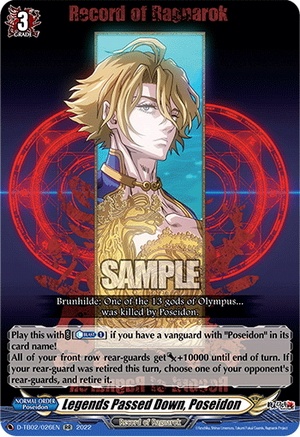 Record of Ragnarok
3
GRADE
SAMPLE
Brunhilde: One of the 13 gods of Olympus...
was killed by Poseidon.
Play this with BLAST 1 if you have a vanguard with "Poseidon" in its
card name!
All of your front row rear-guards get +10000 until end of turn. If
your rear-guard was retired this turn, choose one of your opponent's
rear-guards, and retire it.
NORMAL ORDER
Poseidon
Legends Passed Down, Poseidon
D-TB02/026EN RR 2022
Record of Ragnarok